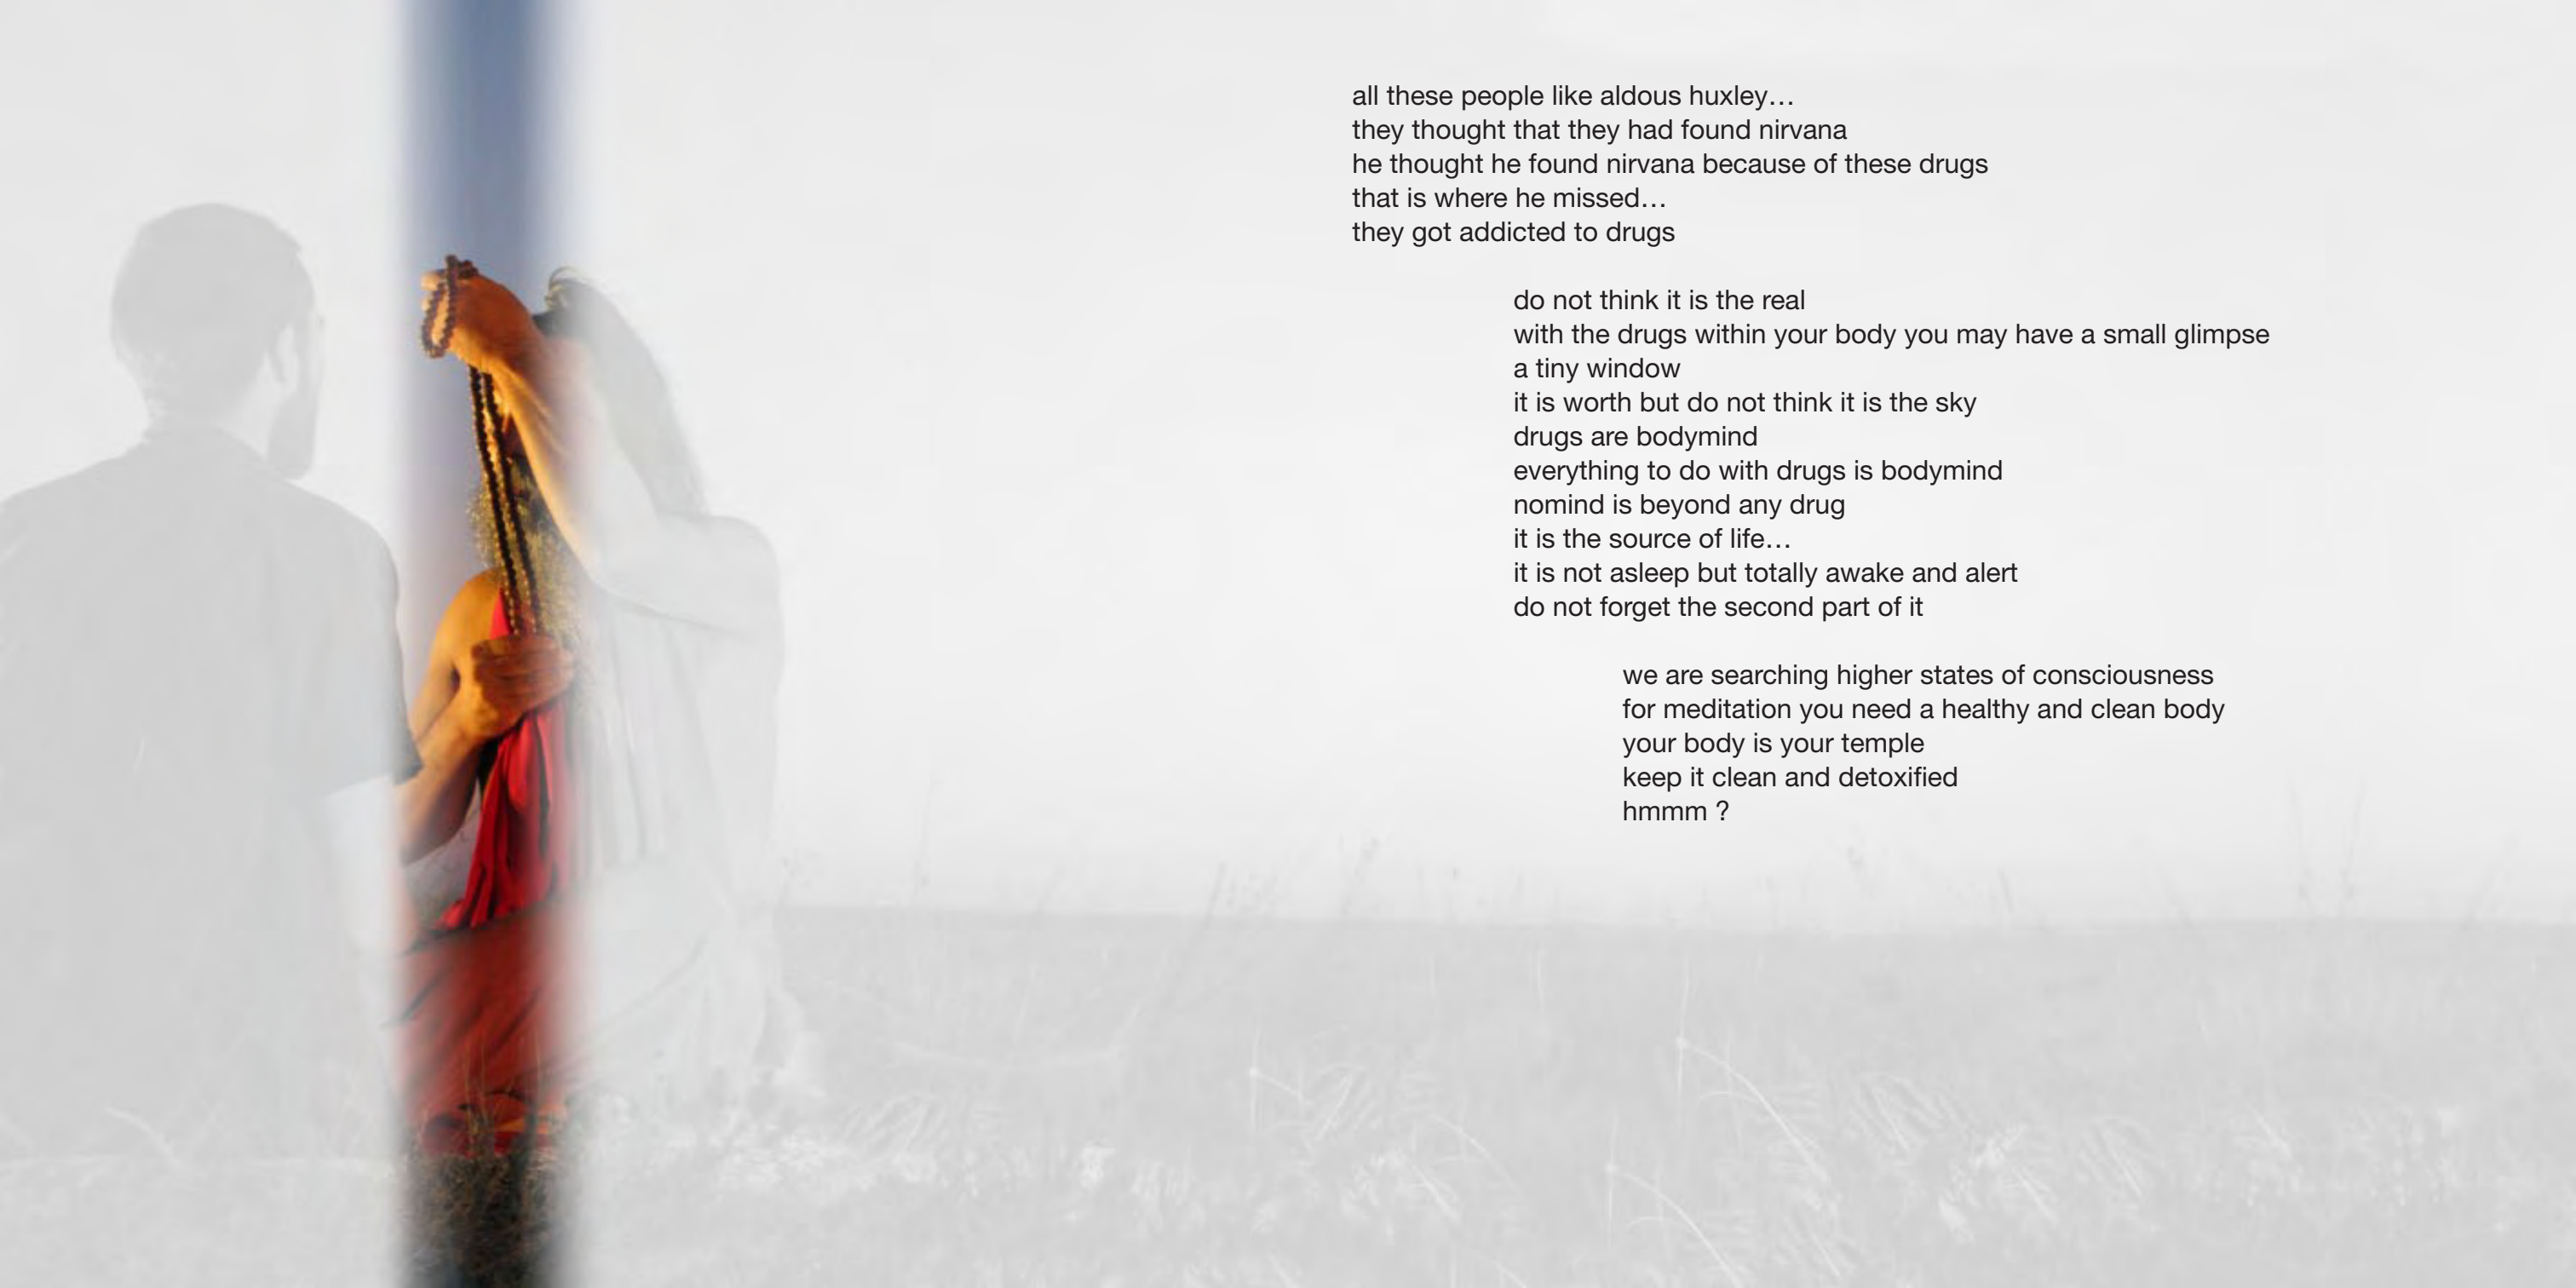 all these people like aldous huxley…
they thought that they had found nirvana
he thought he found nirvana because of these drugs
that is where he missed…
they got addicted to drugs
do not think it is the real
with the drugs within your body you may have a small glimpse
a tiny window
it is worth but do not think it is the sky
drugs are bodymind
everything to do with drugs is bodymind
nomind is beyond any drug
it is the source of life…
it is not asleep but totally awake and alert
do not forget the second part of it
we are searching higher states of consciousness
for meditation you need a healthy and clean body
your body is your temple
keep it clean and detoxified
hmmm ?